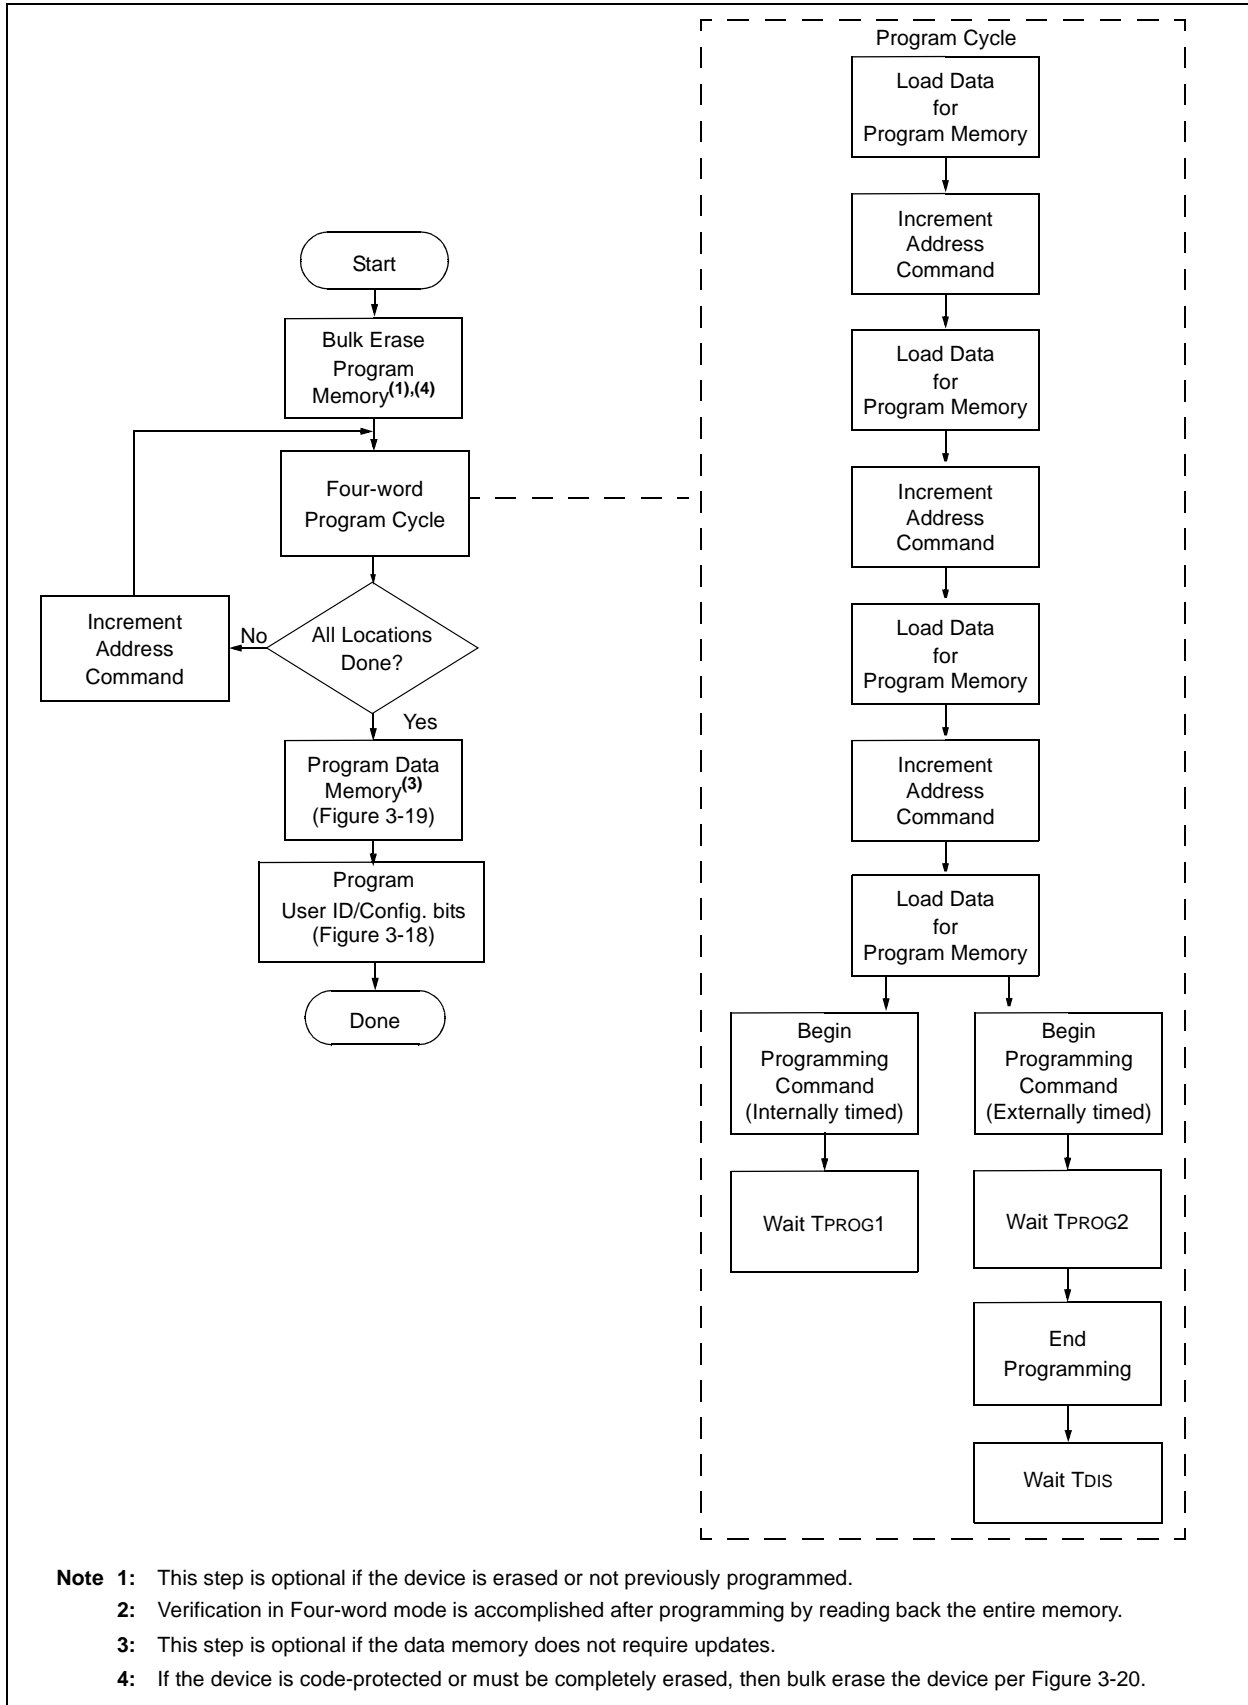 Start
Bulk Erase
Program
Memory(1),(4)
Four-word
Program Cycle
All Locations
Done?
No
Increment
Address
Command
Yes
Program Data
Memory(3)
(Figure 3-19)
Program
User ID/Config. bits
(Figure 3-18)
Done
Program Cycle
Load Data
for
Program Memory
Increment
Address
Command
Load Data
for
Program Memory
Increment
Address
Command
Load Data
for
Program Memory
Increment
Address
Command
Load Data
for
Program Memory
Begin
Programming
Command
(Internally timed)
Wait TPROG1
Begin
Programming
Command
(Externally timed)
Wait TPROG2
End
Programming
Wait TDIS
Note 1: This step is optional if the device is erased or not previously programmed.
2: Verification in Four-word mode is accomplished after programming by reading back the entire memory.
3: This step is optional if the data memory does not require updates.
4: If the device is code-protected or must be completely erased, then bulk erase the device per Figure 3-20.